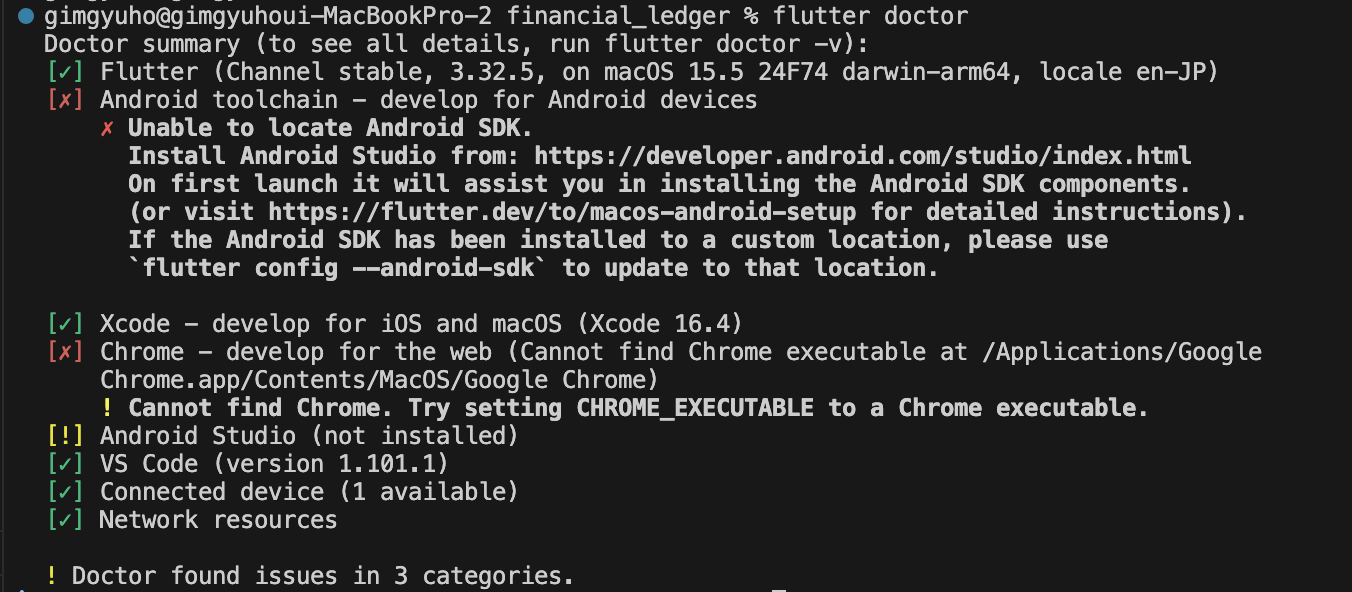 gimgyuho@gimgyuhoui-MacBookPro-2 financial_ledger % flutter doctor
Doctor summary (to see all details, run flutter doctor -v):
[✓] Flutter (Channel stable, 3.32.5, on macOS 15.5 24F74 darwin-arm64, locale en-JP)
[✗] Android toolchain - develop for Android devices
✗ Unable to locate Android SDK.
Install Android Studio from: https://developer.android.com/studio/index.html
On first launch it will assist you in installing the Android SDK components.
(or visit https://flutter.dev/to/macos-android-setup for detailed instructions).
If the Android SDK has been installed to a custom location, please use
`flutter config --android-sdk` to update to that location.
[✓] Xcode - develop for iOS and macOS (Xcode 16.4)
[✗] Chrome - develop for the web (Cannot find Chrome executable at /Applications/Google
Chrome.app/Contents/MacOS/Google Chrome)
! Cannot find Chrome. Try setting CHROME_EXECUTABLE to a Chrome executable.
[!] Android Studio (not installed)
[✓] VS Code (version 1.101.1)
[✓] Connected device (1 available)
[✓] Network resources
! Doctor found issues in 3 categories.